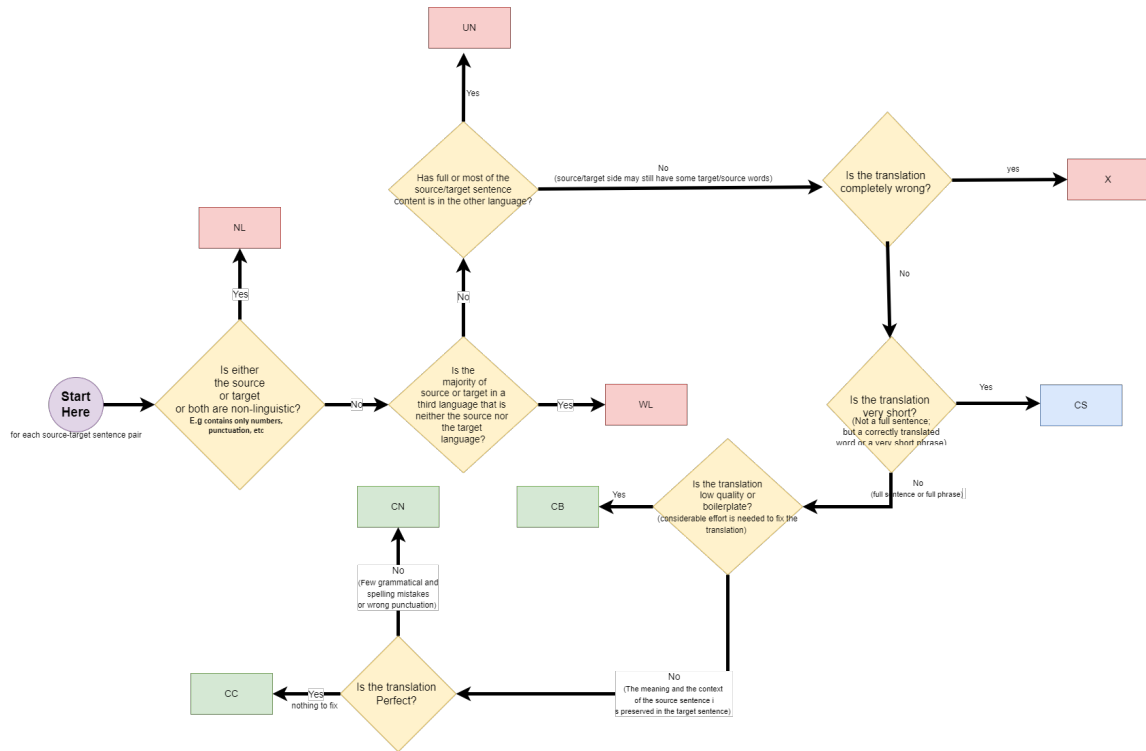 UN
Yes
Has full or most of the
source/target sentence
content is in the other language?
No
(source/target side may still have some target/source words)
Is the translation
completely wrong?
yes
X
NL
Yes
No
No
Is either
the source
or target
or both are non-linguistic?
E.g contains only numbers,
punctuation, etc
Start
Here
for each source-target sentence pair
No
Is the
majority of
source or target in a
third language that is
neither the source nor
the target
language?
Yes
WL
Is the translation
very short?
(Not a full sentence;
but a correctly translated
word or a very short phrase)
Yes
CS
No
(full sentence or full phrase)
Is the translation
low quality or
boilerplate?
(considerable effort is needed to fix the
translation)
Yes
CB
CN
No
(Few grammatical and
spelling mistakes
or wrong punctuation)
No
(The meaning and the context
of the source sentence i
s preserved in the target sentence)
Is the translation
Perfect?
Yes
nothing to fix
CC